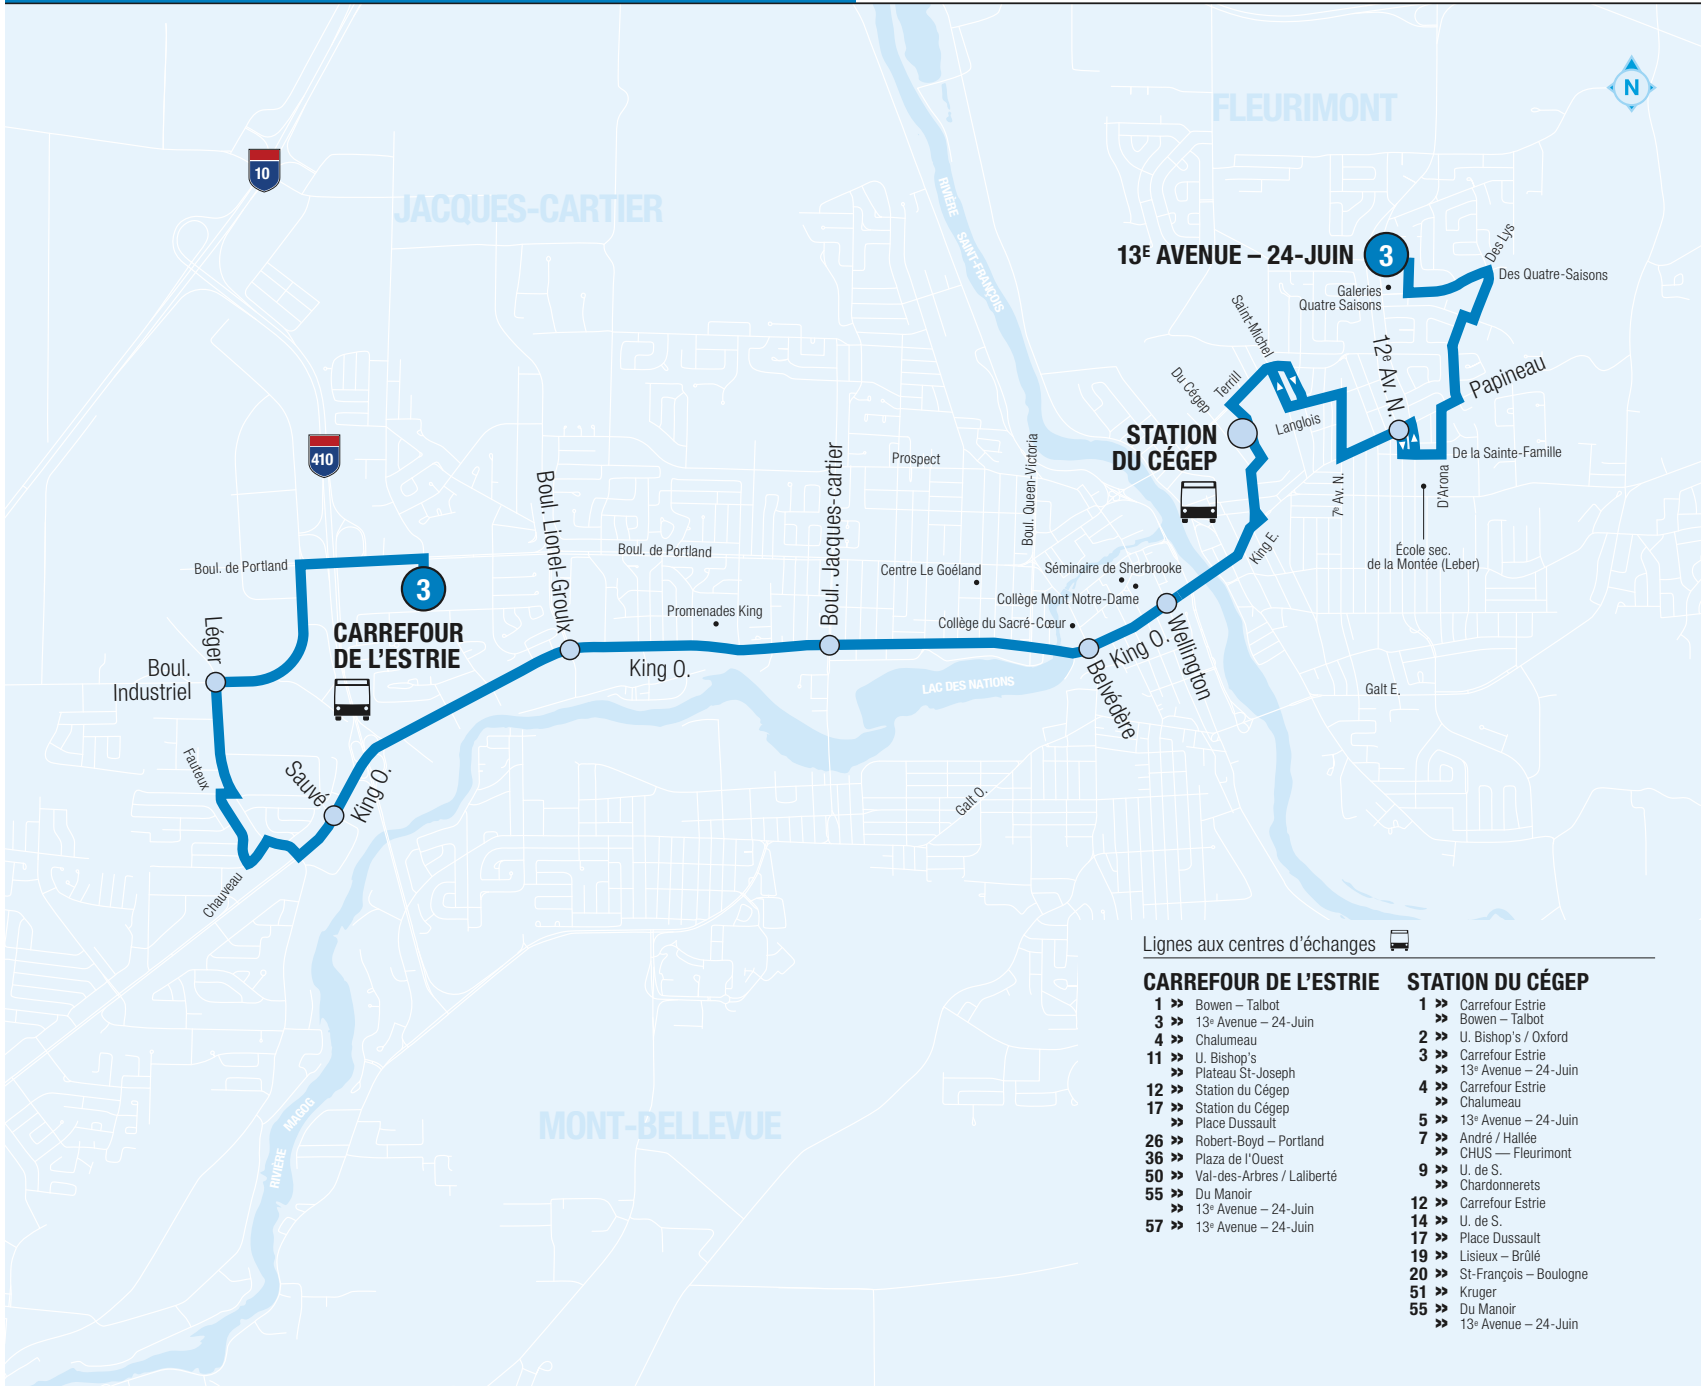 FLEURIMONT
N
10
JACQUES-CARTIER
RIVIÈRE SAINT-FRANÇOIS
13E AVENUE – 24-JUIN
3
Des Lys
Des Quatre-Saisons
Galeries
Quatre Saisons
Saint-Michel
12e Av. N.
Papineau
Du Cégep
Terrill
Langlois
STATION
DU CÉGEP
De la Sainte-Famille
D'Arona
7e Av. N.
École sec.
de la Montée (Leber)
410
Boul. Lionel-Groulx
Boul. Jacques-cartier
Prospect
Boul. Queen-Victoria
King E.
Boul. de Portland
Boul. de Portland
3
CARREFOUR
DE L'ESTRIE
Centre Le Goéland
Séminaire de Sherbrooke
Collège Mont Notre-Dame
Collège du Sacré-Cœur
Promenades King
Léger
Boul.
Industriel
King O.
King O.
Wellington
Belvédère
LAC DES NATIONS
Galt E.
Fauteux
Sauvé
King O.
Galt O.
Chauveau
RIVIÈRE MAGOG
MONT-BELLEVUE
Lignes aux centres d'échanges
CARREFOUR DE L'ESTRIE
1 » Bowen – Talbot
3 » 13e Avenue – 24-Juin
4 » Chalumeau
11 » U. Bishop's
» Plateau St-Joseph
12 » Station du Cégep
17 » Station du Cégep
» Place Dussault
26 » Robert-Boyd – Portland
36 » Plaza de l'Ouest
50 » Val-des-Arbres / Laliberté
55 » Du Manoir
» 13e Avenue – 24-Juin
57 » 13e Avenue – 24-Juin
STATION DU CÉGEP
1 » Carrefour Estrie
» Bowen – Talbot
2 » U. Bishop's / Oxford
3 » Carrefour Estrie
» 13e Avenue – 24-Juin
4 » Carrefour Estrie
» Chalumeau
5 » 13e Avenue – 24-Juin
7 » André / Hallée
» CHUS — Fleurimont
9 » U. de S.
» Chardonnerets
12 » Carrefour Estrie
14 » U. de S.
17 » Place Dussault
19 » Lisieux – Brûlé
20 » St-François – Boulogne
51 » Kruger
55 » Du Manoir
» 13e Avenue – 24-Juin